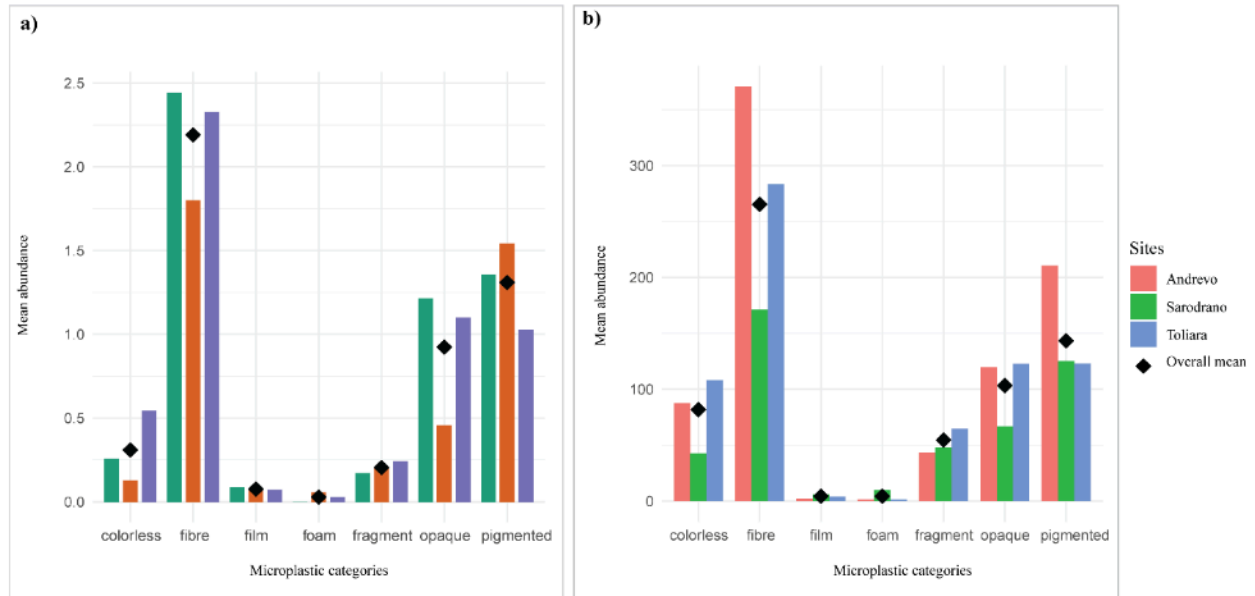 a)
Mean abundance
2.5
2.0
1.5
1.0
0.5
0.0
colorless fibre film foam fragment opaque pigmented
Microplastic categories
b)
Mean abundance
300
200
100
0
colorless fibre film foam fragment opaque pigmented
Microplastic categories
Sites
Andrevo
Sarodrano
Toliara
Overall mean